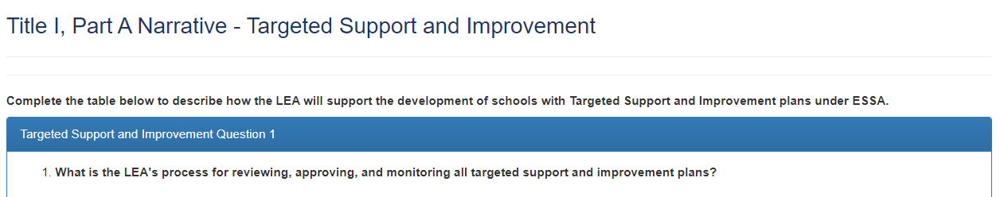 Title I, Part A Narrative - Targeted Support and Improvement
Complete the table below to describe how the LEA will support the development of schools with Targeted Support and Improvement plans under ESSA.
Targeted Support and Improvement Question 1
1. What is the LEA's process for reviewing, approving, and monitoring all targeted support and improvement plans?